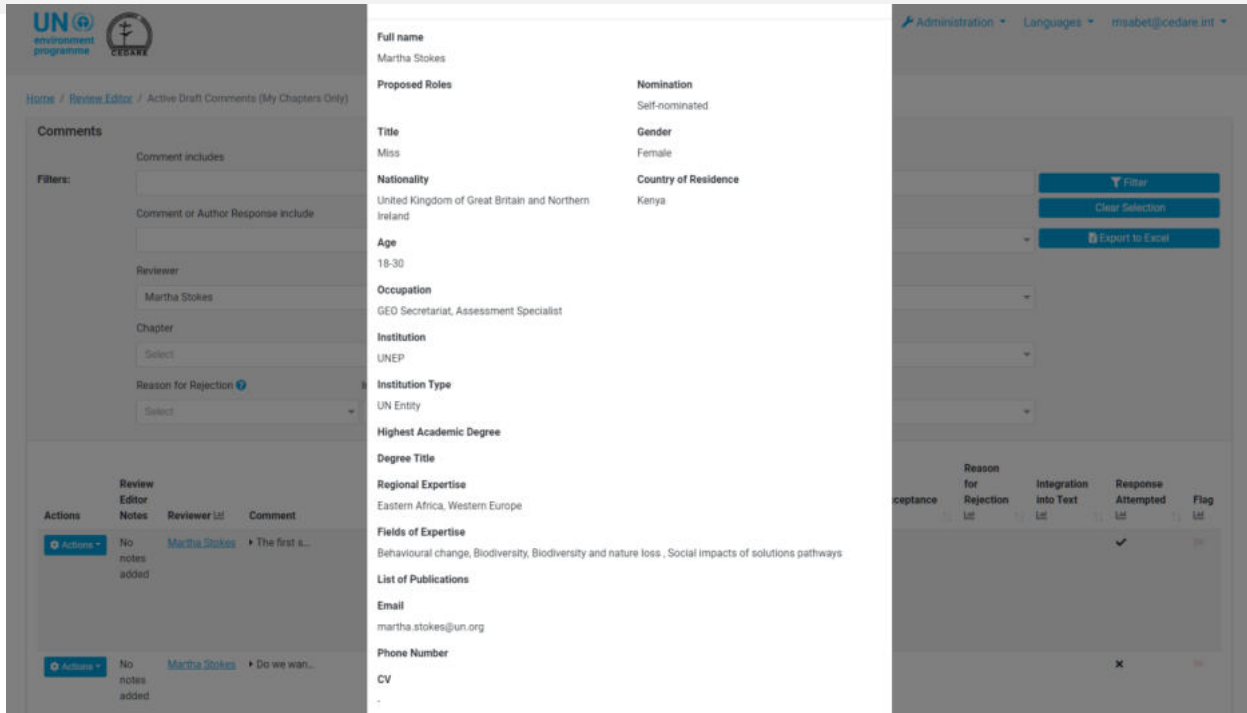 UN
environment
programme
CEDARE
Administration
Languages
msabet@cedare.int
Home / Review Editor / Active Draft Comments (My Chapters Only)
Comments
Filters:
Comment includes
Comment or Author Response include
Reviewer
Martha Stokes
Chapter
Select
Reason for Rejection
Select
Filter
Clear Selection
Export to Excel
Full name
Martha Stokes
Proposed Roles
Nomination
Self-nominated
Title
Gender
Miss
Female
Nationality
Country of Residence
United Kingdom of Great Britain and Northern
Kenya
Ireland
Age
18-30
Occupation
GEO Secretariat, Assessment Specialist
Institution
UNEP
Institution Type
UN Entity
Highest Academic Degree
Degree Title
Regional Expertise
Eastern Africa, Western Europe
Fields of Expertise
Behavioural change, Biodiversity, Biodiversity and nature loss , Social impacts of solutions pathways
List of Publications
Email
martha.stokes@un.org
Phone Number
CV
-
Actions
Review
Editor
Notes
Reviewer
Comment
cceptance
Reason
for
Rejection
Integration
into Text
Response
Attempted
Flag
Actions
No
notes
added
Martha Stokes
The first s...
Actions
No
notes
added
Martha Stokes
Do we wan...